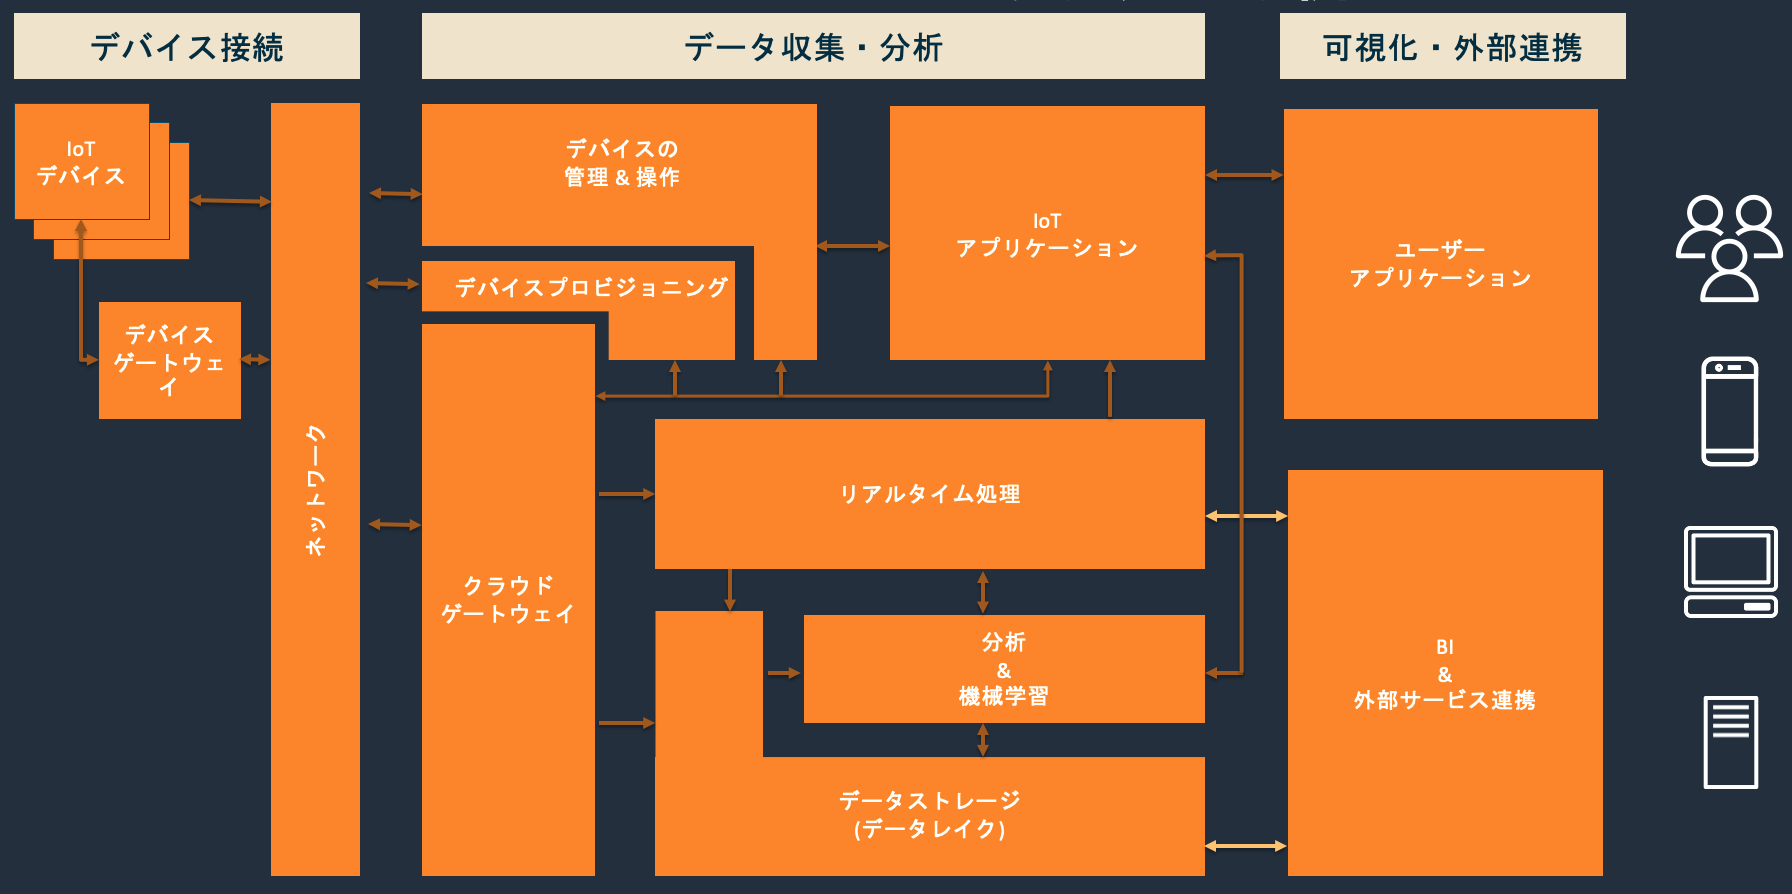 デバイス接続
データ収集・分析
可視化・外部連携
IoT
デバイス
デバイス
ゲートウェ
イ
ネットワーク
デバイスの
管理 & 操作
デバイスプロビジョニング
クラウド
ゲートウェイ
IoT
アプリケーション
リアルタイム処理
分析
&
機械学習
データストレージ
(データレイク)
ユーザー
アプリケーション
BI
&
外部サービス連携